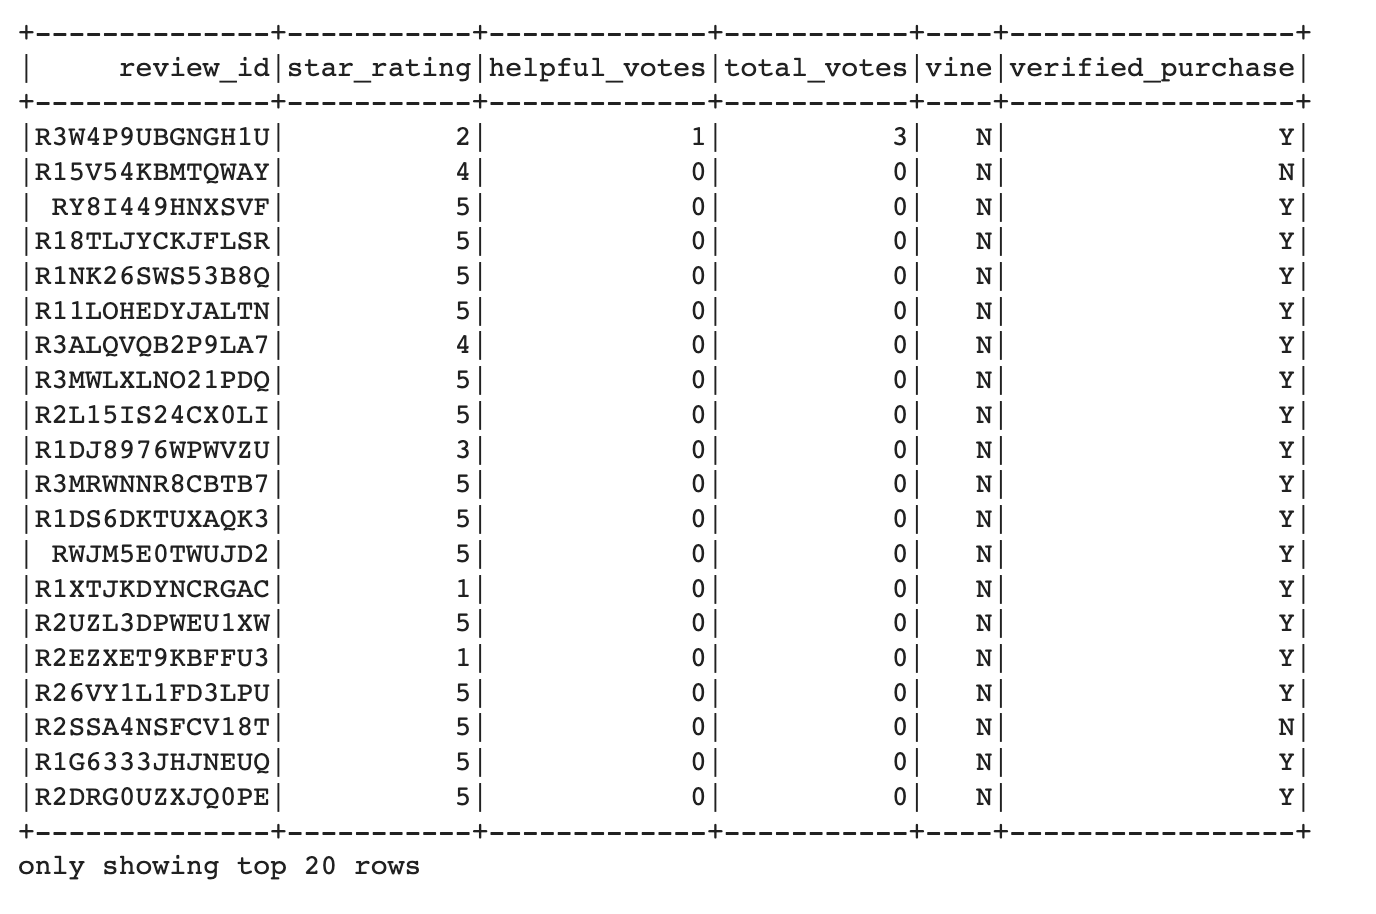 +--------------+-----------+-------------+-----------+----+-----------------+
|     review_id|star_rating|helpful_votes|total_votes|vine|verified_purchase|
+--------------+-----------+-------------+-----------+----+-----------------+
|R3W4P9UBGNGH1U|          2|            1|          3|   N|                Y|
|R15V54KBMTQWAY|          4|            0|          0|   N|                N|
| RY8I449HNXSVF|          5|            0|          0|   N|                Y|
|R18TLJYCKJFLSR|          5|            0|          0|   N|                Y|
|R1NK26SWS53B8Q|          5|            0|          0|   N|                Y|
|R11LOHEDYJALTN|          5|            0|          0|   N|                Y|
|R3ALQVQB2P9LA7|          4|            0|          0|   N|                Y|
|R3MWLXLNO21PDQ|          5|            0|          0|   N|                Y|
|R2L15IS24CX0LI|          5|            0|          0|   N|                Y|
|R1DJ8976WPWVZU|          3|            0|          0|   N|                Y|
|R3MRWNNR8CBTB7|          5|            0|          0|   N|                Y|
|R1DS6DKTUXAQK3|          5|            0|          0|   N|                Y|
| RWJM5E0TWUJD2|          5|            0|          0|   N|                Y|
|R1XTJKDYNCRGAC|          1|            0|          0|   N|                Y|
|R2UZL3DPWEU1XW|          5|            0|          0|   N|                Y|
|R2EZXET9KBFFU3|          1|            0|          0|   N|                Y|
|R26VY1L1FD3LPU|          5|            0|          0|   N|                Y|
|R2SSA4NSFCV18T|          5|            0|          0|   N|                N|
|R1G6333JHJNEUQ|          5|            0|          0|   N|                Y|
|R2DRG0UZXJQ0PE|          5|            0|          0|   N|                Y|
+--------------+-----------+-------------+-----------+----+-----------------+
only showing top 20 rows